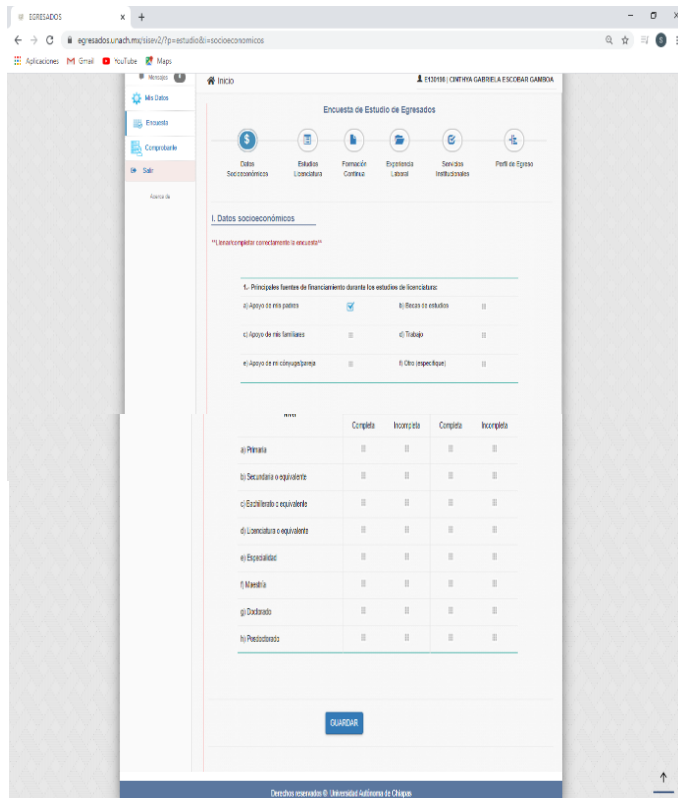 EGRESADOS
egresados.unach.mx/sisev2/?p=estudio&i=socioeconomicos
Aplicaciones Gmail YouTube Maps
Mensajes
Inicio
CINTHYA GABRIELA ESCOBAR GAMBOA
Mis Datos
Encuesta de Estudio de Egresados
Encuesta
Comprobante
Datos Socioeconómicos
Estudios Licenciatura
Formación Continua
Experiencia Laboral
Servicios Institucionales
Perfil de Egreso
Salir
Acerca de
I. Datos socioeconómicos
**Llenar/completar correctamente la encuesta**
1.- Principales fuentes de financiamiento durante los estudios de licenciatura:
a) Apoyo de mis padres b) Becas de estudios
c) Apoyo de mis familiares d) Trabajo
e) Apoyo de mi cónyuge/pareja f) Otro (especifique)
Completa Incompleta Completa Incompleta
a) Primaria
b) Secundaria o equivalente
c) Bachillerato o equivalente
d) Licenciatura o equivalente
e) Especialidad
f) Maestría
g) Doctorado
h) Posdoctorado
GUARDAR
Derechos reservados © Universidad Autónoma de Chiapas